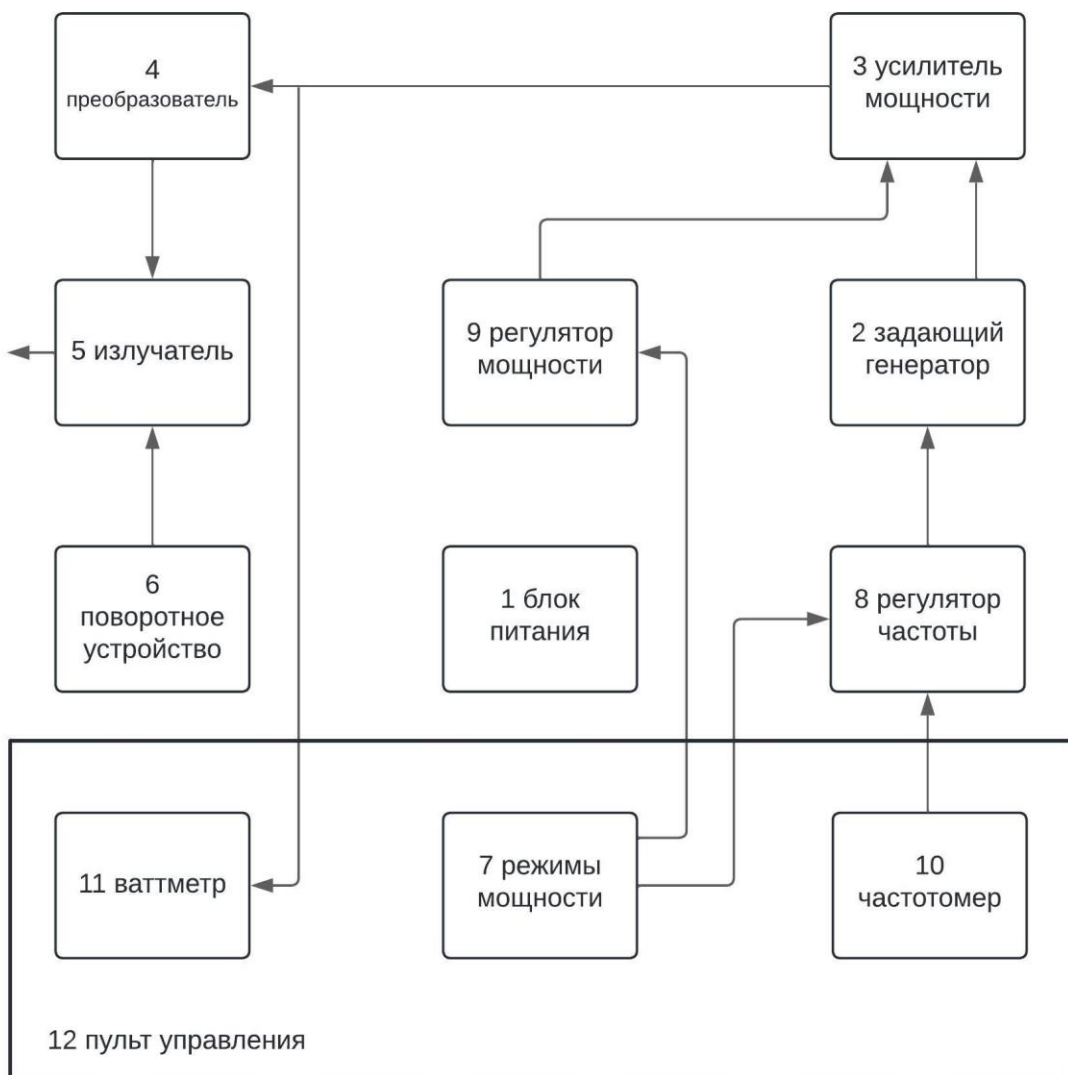 4
преобразователь
3 усилитель
мощности
5 излучатель
9 регулятор
мощности
2 задающий
генератор
6
поворотное
устройство
1 блок
питания
8 регулятор
частоты
11 ваттметр
7 режимы
мощности
10
частотомер
12 пульт управления